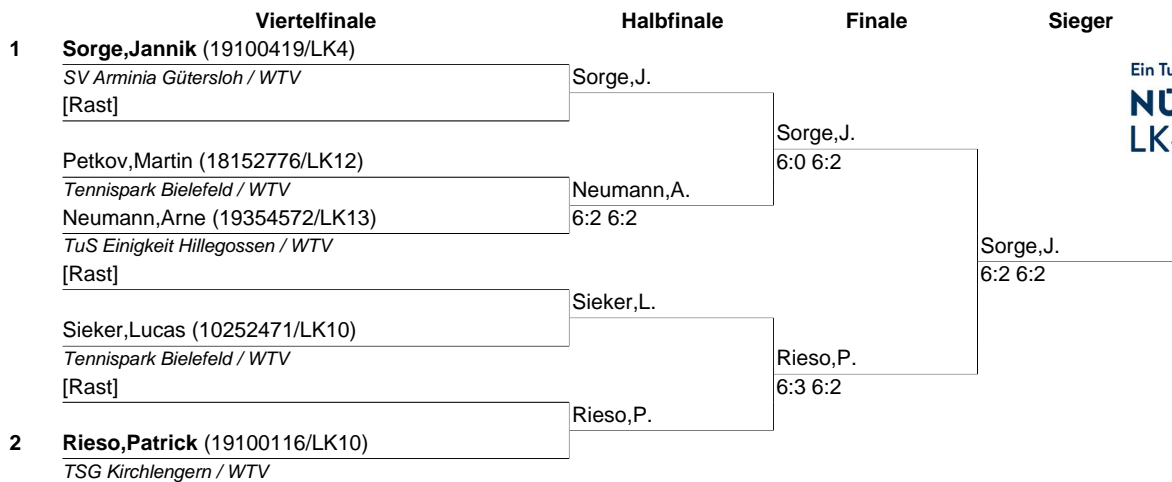 Viertelfinale Halbfinale Finale Sieger
1 Sorge,Jannik (19100419/LK4)
SV Arminia Gütersloh / WTV
Sorge,J.
[Rast]
Sorge,J.
6:0 6:2
Petkov,Martin (18152776/LK12)
Tennispark Bielefeld / WTV
Neumann,A.
6:2 6:2
Neumann,Arne (19354572/LK13)
TuS Einigkeit Hillegossen / WTV
Sorge,J.
6:2 6:2
[Rast]
Sieker,L.
Sieker,Lucas (10252471/LK10)
Tennispark Bielefeld / WTV
Rieso,P.
6:3 6:2
[Rast]
Rieso,P.
2 Rieso,Patrick (19100116/LK10)
TSG Kirchlengern / WTV
Ein
LK